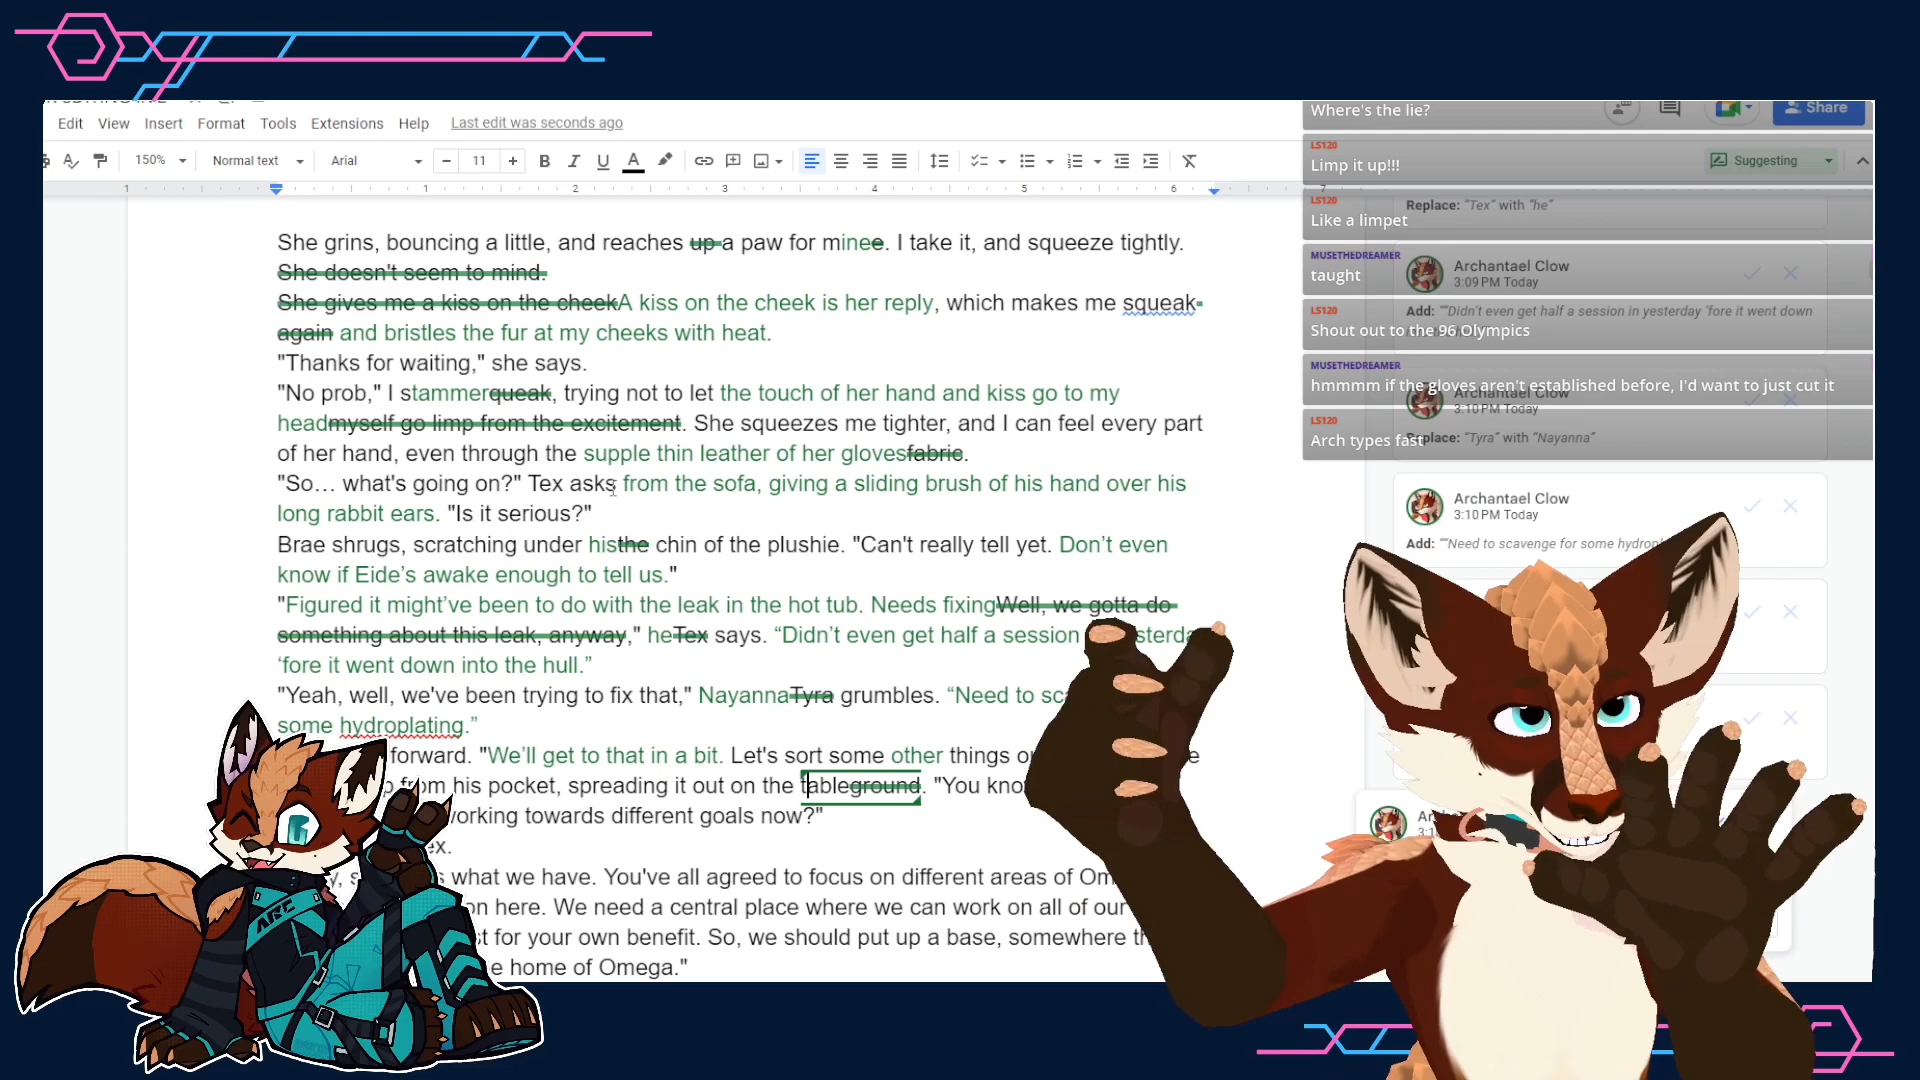 Edit View Insert Format Tools Extensions Help Last edit was seconds ago
Share
150% Normal text Arial - 11 + B I U A
Suggesting
1 1 2 3 4 5 6 7
She grins, bouncing a little, and reaches up a paw for minee. I take it, and squeeze tightly.
She doesn't seem to mind.
She gives me a kiss on the cheekA kiss on the cheek is her reply, which makes me squeak
again and bristles the fur at my cheeks with heat.
"Thanks for waiting," she says.
"No prob," I stammerqueak, trying not to let the touch of her hand and kiss go to my
headmyself go limp from the excitement. She squeezes me tighter, and I can feel every part
of her hand, even through the supple thin leather of her glovesfabric.
"So… what's going on?" Tex asks from the sofa, giving a sliding brush of his hand over his
long rabbit ears. "Is it serious?"
Brae shrugs, scratching under histhe chin of the plushie. "Can't really tell yet. Don’t even
know if Eide’s awake enough to tell us."
"Figured it might’ve been to do with the leak in the hot tub. Needs fixingWell, we gotta do
something about this leak, anyway," heTex says. “Didn’t even get half a session
‘fore it went down into the hull.”
"Yeah, well, we've been trying to fix that," NayannaTyra grumbles. “Need to
some hydroplating.”
forward. "We’ll get to that in a bit. Let's sort some other things
from his pocket, spreading it out on the tableground. "You
working towards different goals now?"
what we have. You've all agreed to focus on different areas of
on here. We need a central place where we can work on all of our
for your own benefit. So, we should put up a base, somewhere
home of Omega."
Where's the lie?
LS120
Limp it up!!!
LS120
Like a limpet
MUSETHEDREAMER
taught
LS120
Shout out to the 96 Olympics
MUSETHEDREAMER
hmmmm if the gloves aren't established before, I'd want to just cut it
LS120
Arch types fast
Replace: "Tex" with "he"
Archantael Clow
3:09 PM Today
Add: "“Didn’t even get half a session in yesterday ‘fore it went down
Archantael Clow
3:10 PM Today
Replace: "Tyra" with "Nayanna"
Archantael Clow
3:10 PM Today
Add: "“Need to scavenge for some
ARC